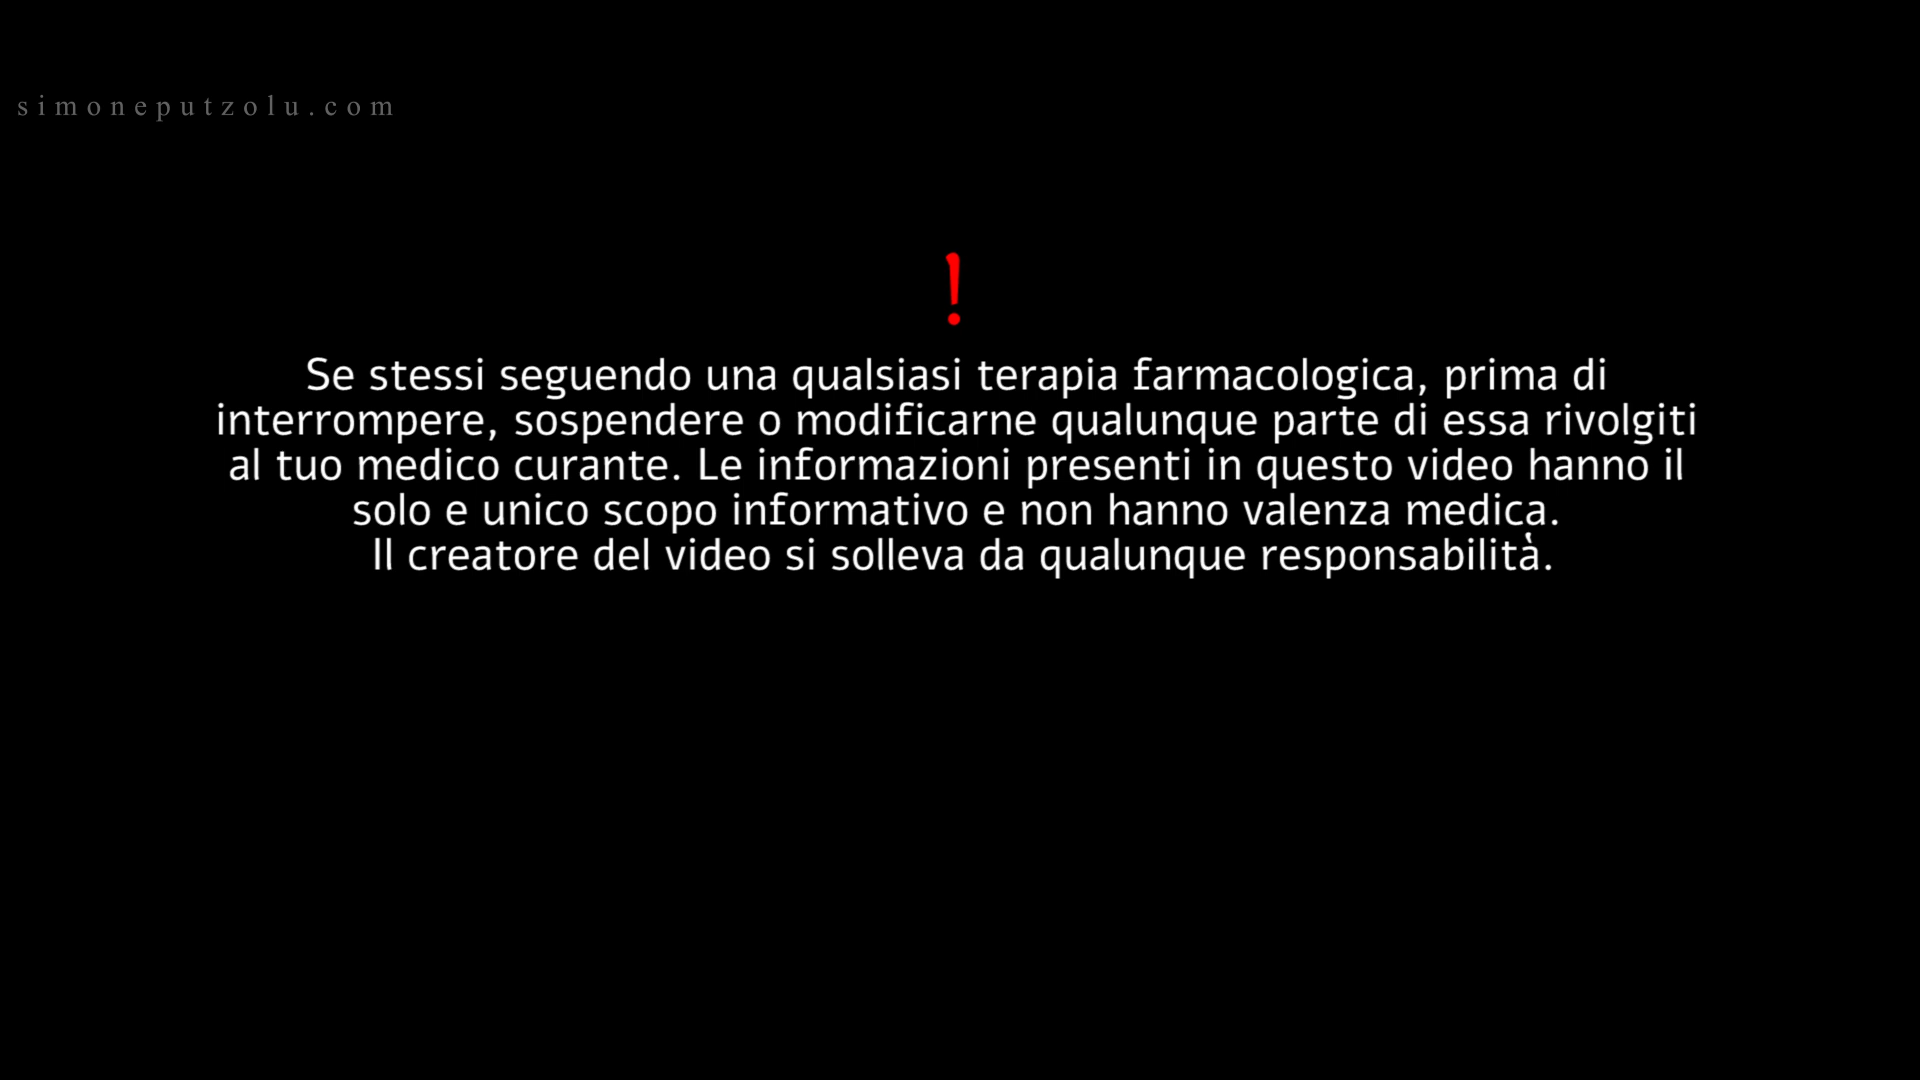 simoneputzolu.com
!
Se stessi seguendo una qualsiasi terapia farmacologica, prima di
interrompere, sospendere o modificarne qualunque parte di essa rivolgiti
al tuo medico curante. Le informazioni presenti in questo video hanno il
solo e unico scopo informativo e non hanno valenza medica.
Il creatore del video si solleva da qualunque responsabilità.